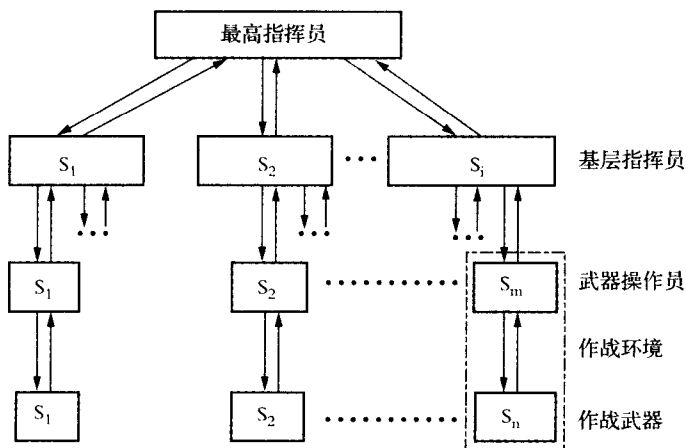 最高指挥员
S₁ S₂ Sᵢ 基层指挥员
S₁ S₂ Sₘ 武器操作员
作战环境
S₁ S₂ Sₙ 作战武器